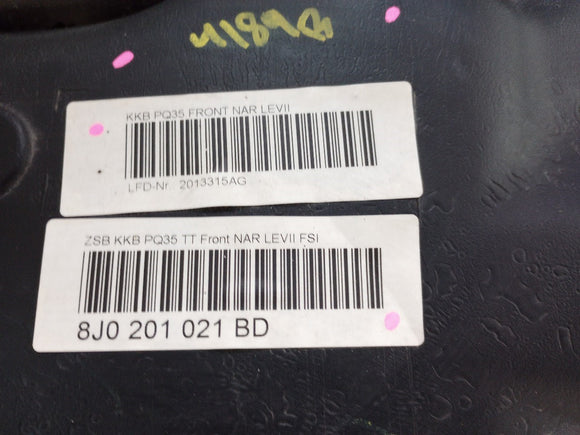 KKB PQ35 FRONT NAR LEVII
LFD-Nr. 2013315AG
ZSB KKB PQ35 TT Front NAR LEVII FSI
8J0 201 021 BD